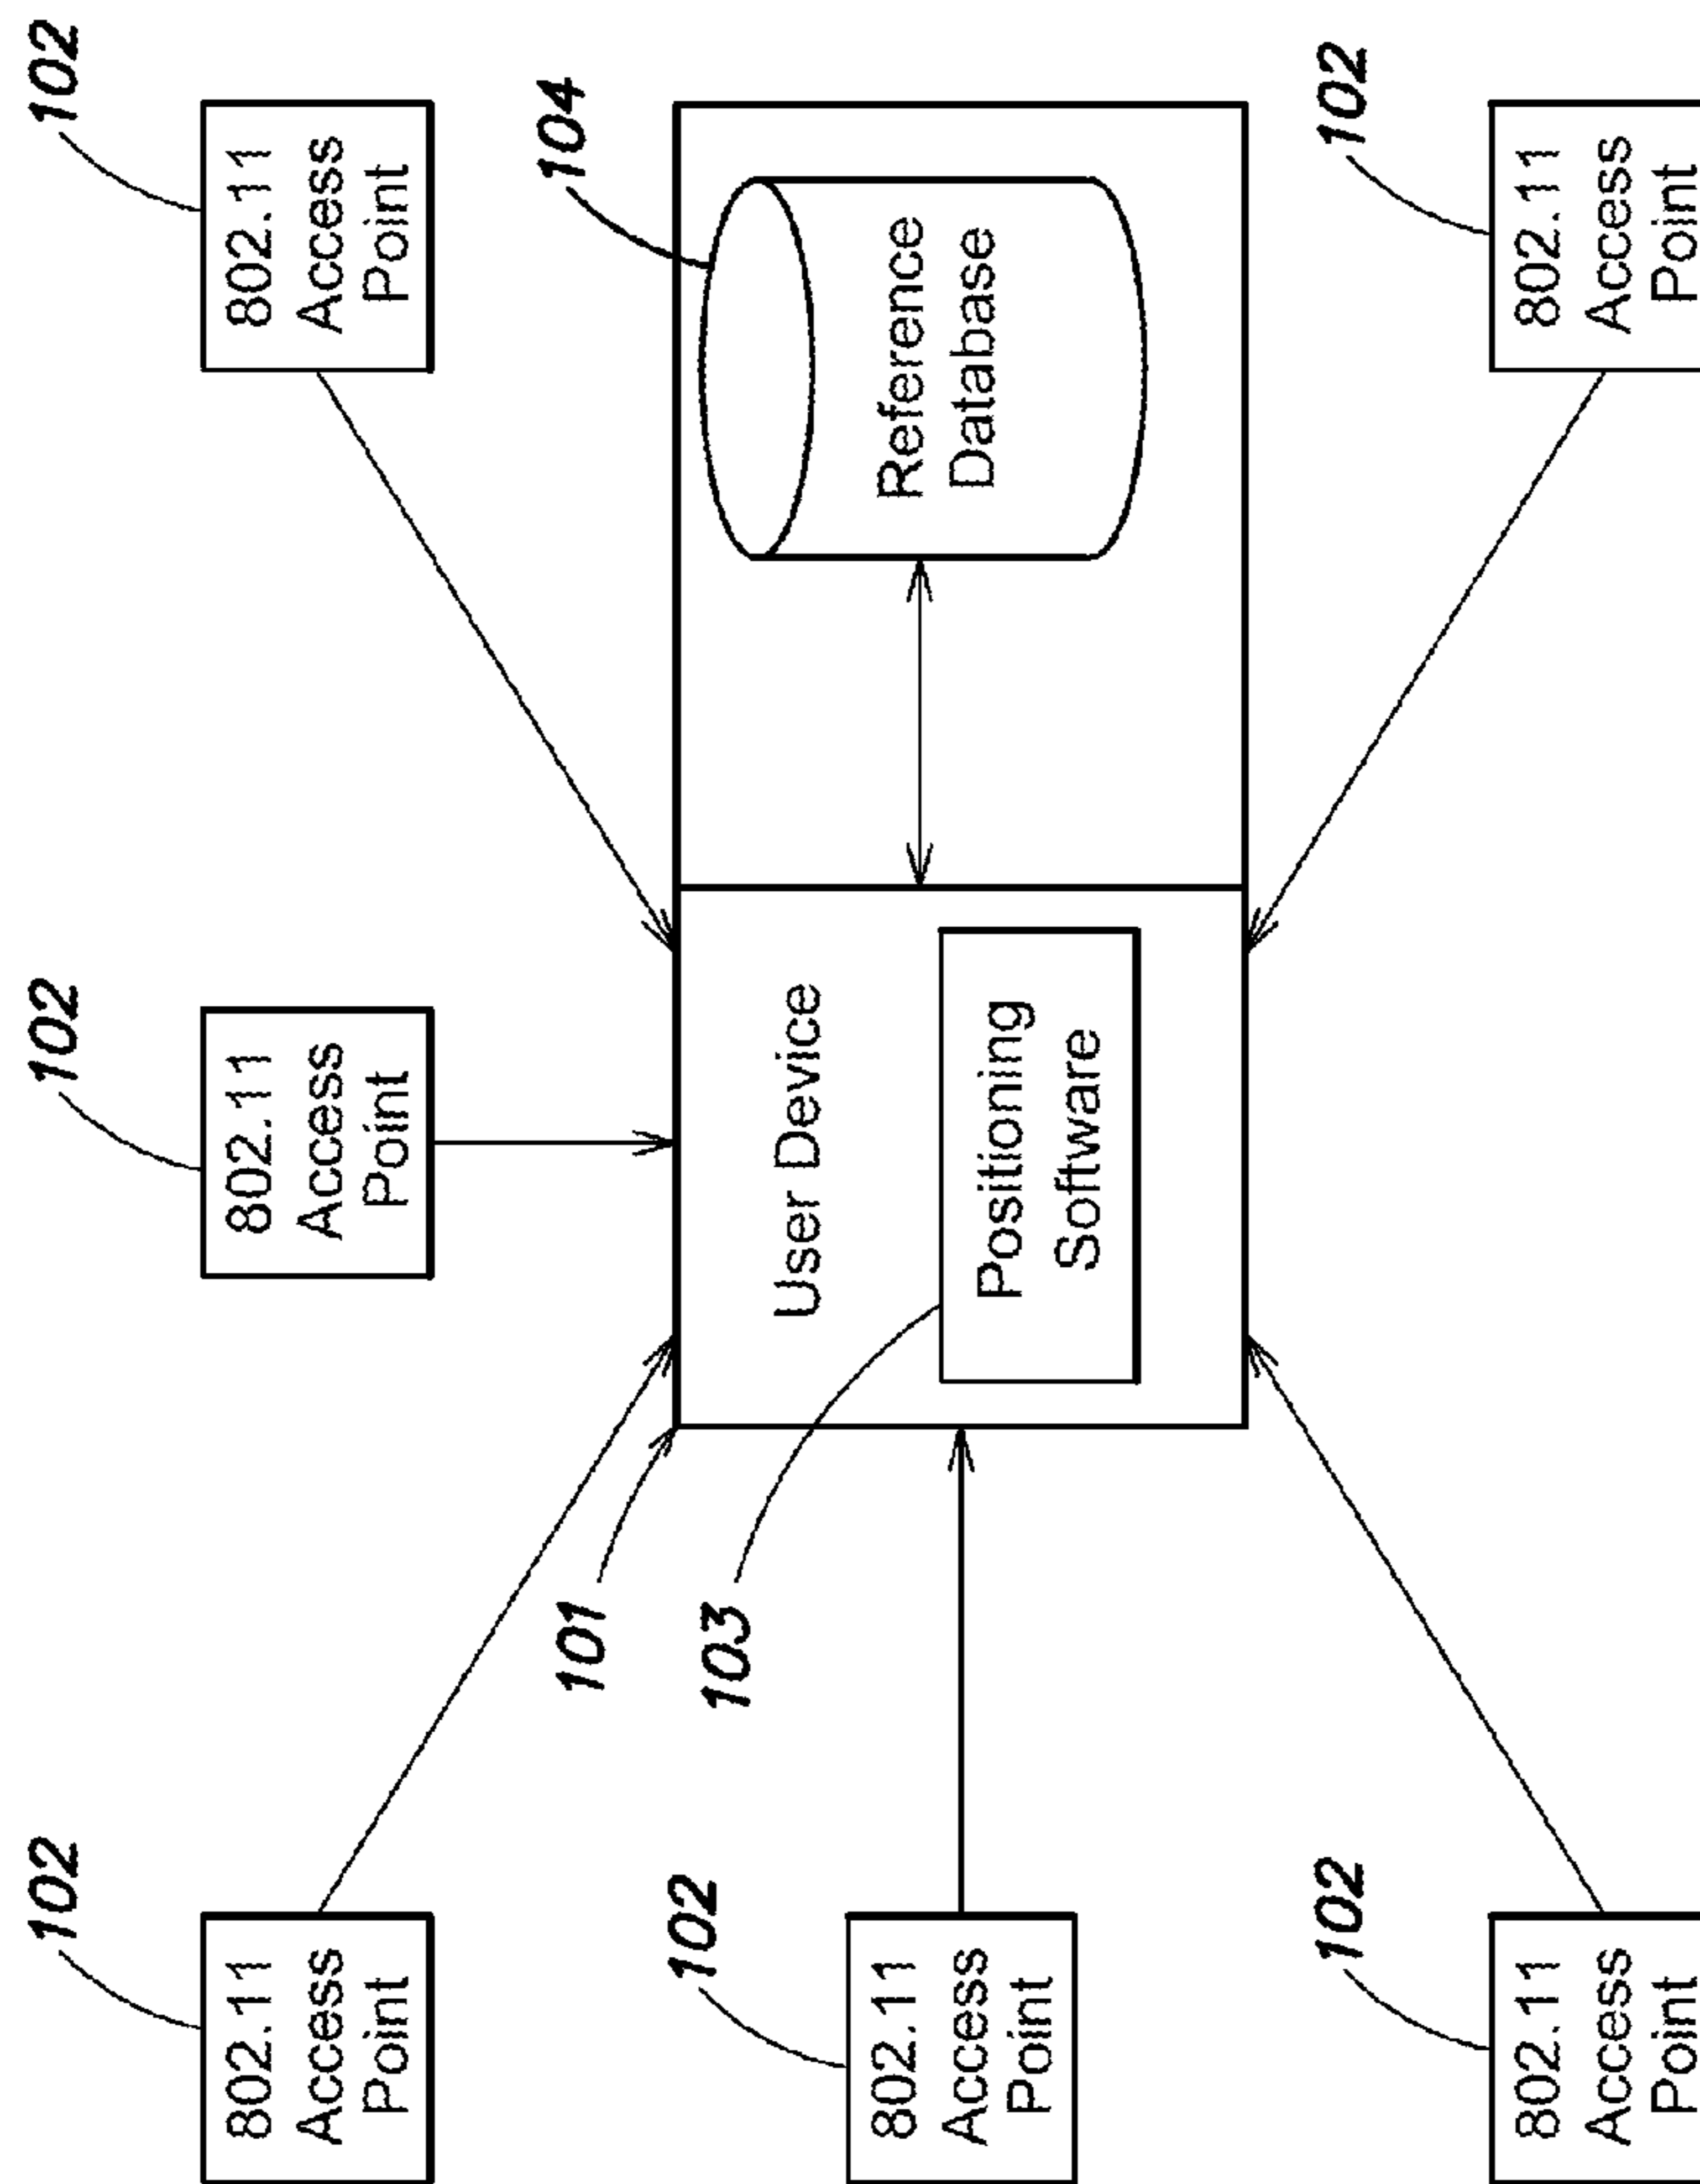 102
802.11
Access
Point
102
802.11
Access
Point
102
802.11
Access
Point
101
104
103
102
802.11
Access
Point
User Device
Positioning
Software
Reference
Database
102
802.11
Access
Point
102
802.11
Access
Point